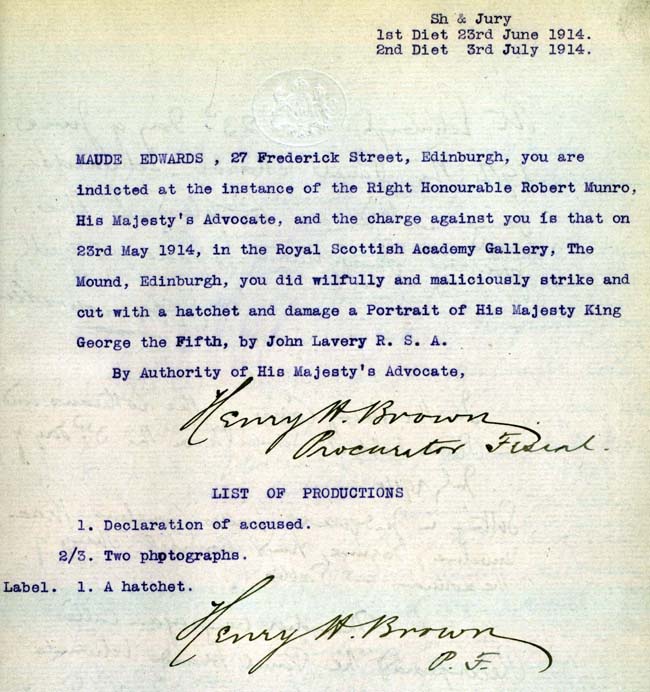 Sh & Jury
1st Diet 23rd June 1914.
2nd Diet 3rd July 1914.
MAUDE EDWARDS , 27 Frederick Street, Edinburgh, you are
indicted at the instance of the Right Honourable Robert Munro,
His Majesty's Advocate, and the charge against you is that on
23rd May 1914, in the Royal Scottish Academy Gallery, The
Mound, Edinburgh, you did wilfully and maliciously strike and
cut with a hatchet and damage a Portrait of His Majesty King
George the Fifth, by John Lavery R. S. A.
By Authority of His Majesty's Advocate,
Henry H. Brown
Procurator Fiscal.
LIST OF PRODUCTIONS
1. Declaration of accused.
2/3. Two photographs.
Label. 1. A hatchet.
Henry H. Brown
P. F.